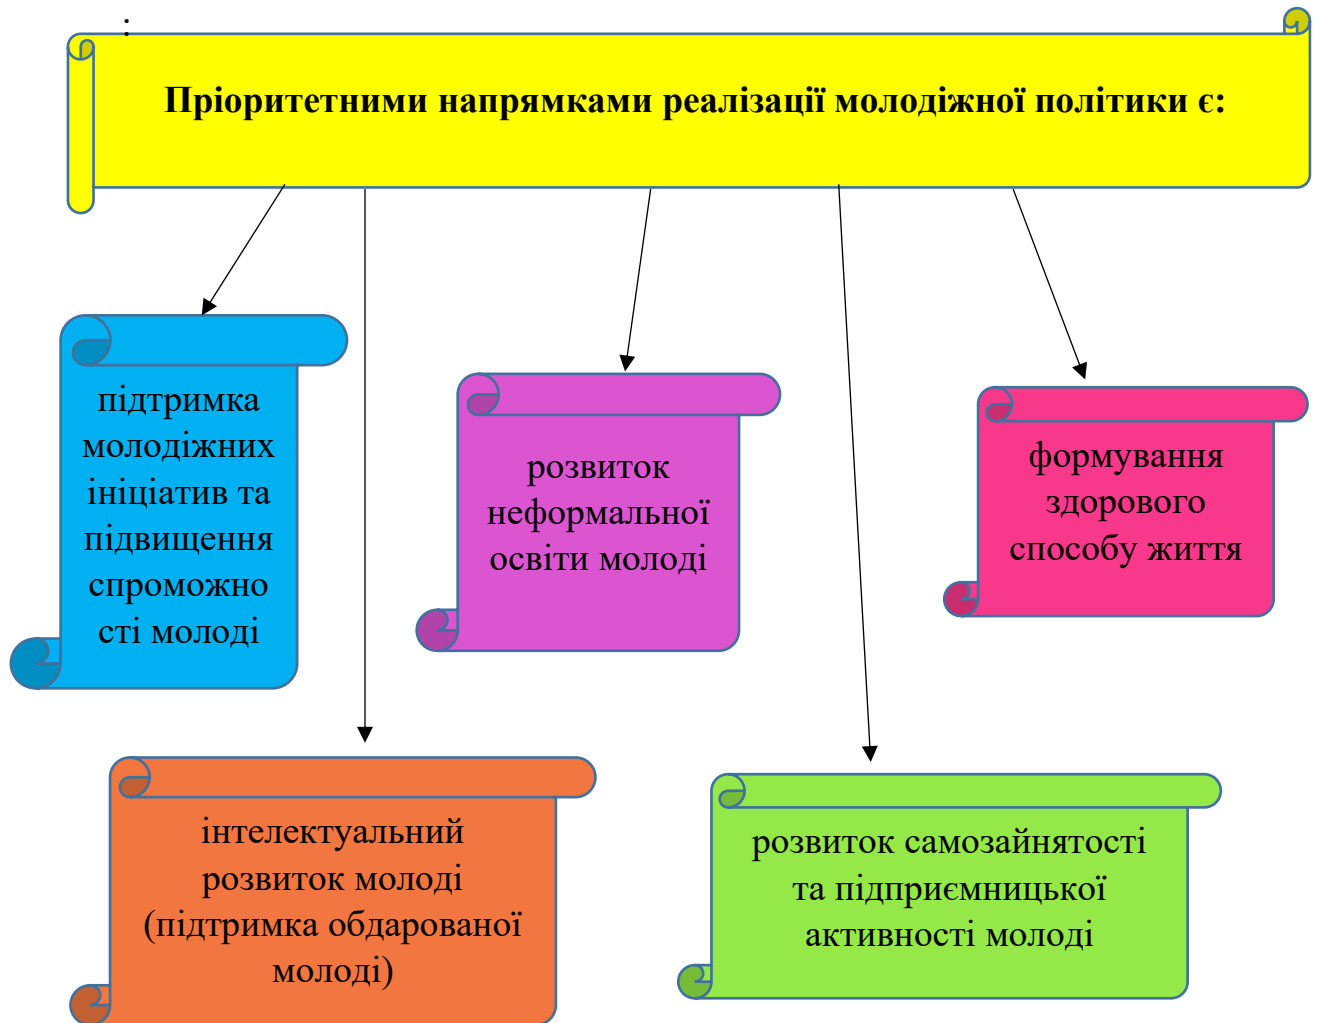 :
Пріоритетними напрямками реалізації молодіжної політики є:
підтримка
молодіжних
ініціатив та
підвищення
спроможно
сті молоді
розвиток
неформальної
освіти молоді
формування
здорового
способу життя
інтелектуальний
розвиток молоді
(підтримка обдарованої
молоді)
розвиток самозайнятості
та підприємницької
активності молоді